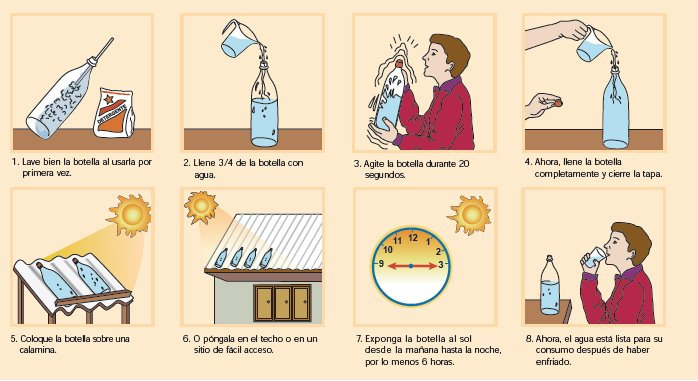 DETERGENTE
1. Lave bien la botella al usarla por
primera vez.
2. Llene 3/4 de la botella con
agua.
3. Agite la botella durante 20
segundos.
4. Ahora, llene la botella
completamente y cierre la tapa.
5. Coloque la botella sobre una
calamina.
6. O póngala en el techo o en un
sitio de fácil acceso.
12
11
1
10
2
9
3
7. Exponga la botella al sol
desde la mañana hasta la noche,
por lo menos 6 horas.
8. Ahora, el agua está lista para su
consumo después de haber
enfriado.